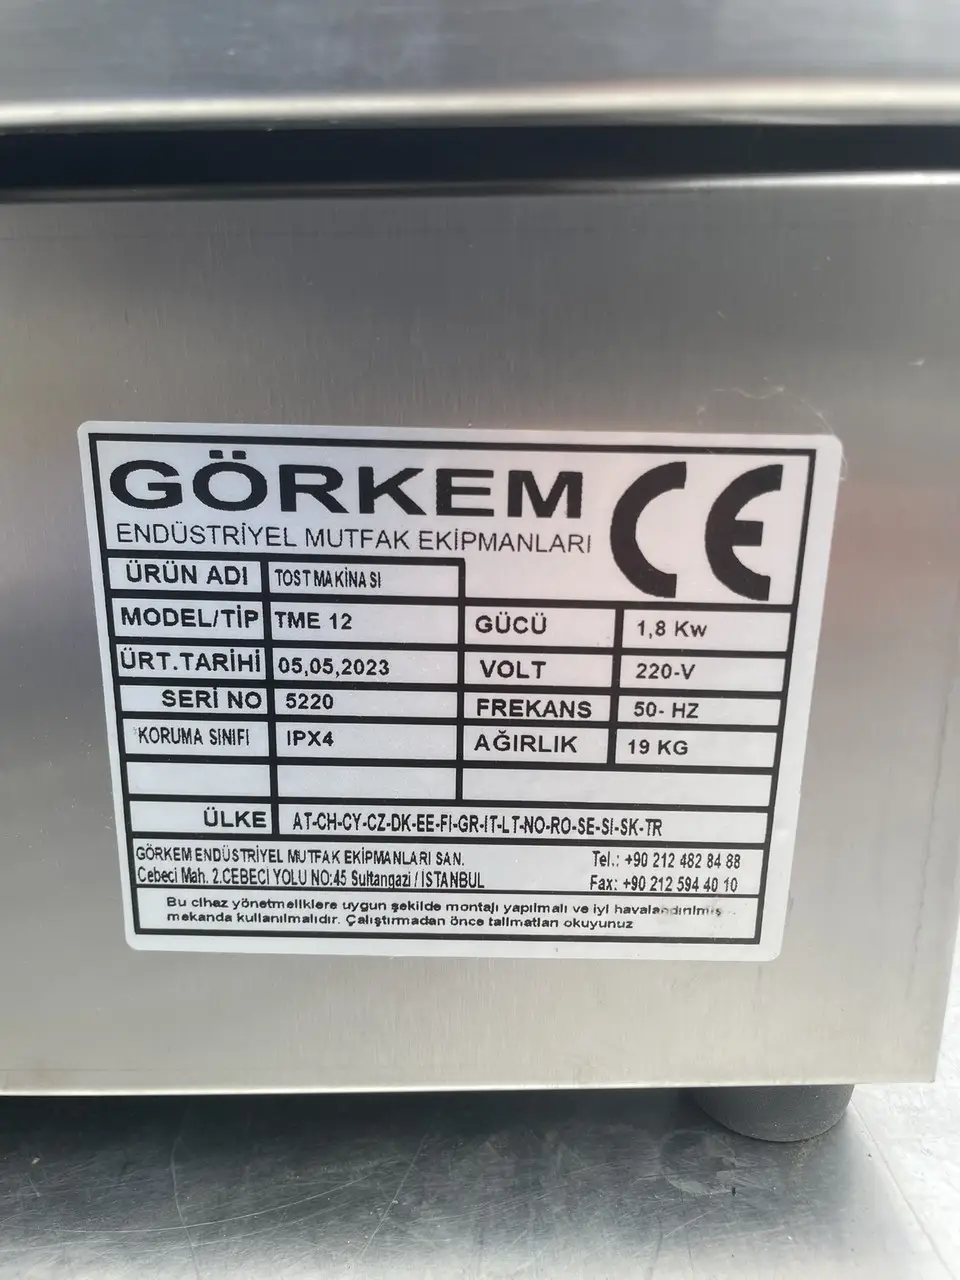 GÖRKEM CE
ENDÜSTRİYEL MUTFAK EKİPMANLARI
ÜRÜN ADI TOST MAKİNASI
MODEL/TİP TME 12 GÜCÜ 1,8 Kw
ÜRT.TARİHİ 05,05,2023 VOLT 220-V
SERİ NO 5220 FREKANS 50- HZ
KORUMA SINIFI IPX4 AĞIRLIK 19 KG
ÜLKE AT-CH-CY-CZ-DK-EE-FI-GR-IT-LT-NO-RO-SE-SI-SK-TR
GÖRKEM ENDÜSTRİYEL MUTFAK EKİPMANLARI SAN. Tel.: +90 212 482 84 88
Cebeci Mah. 2.CEBECİ YOLU NO:45 Sultangazi / İSTANBUL Fax: +90 212 594 40 10
Bu cihaz yönetmeliklere uygun şekilde montajı yapılmalı ve iyi havalandırılmış
mekanda kullanılmalıdır. Çalıştırmadan önce talimatları okuyunuz